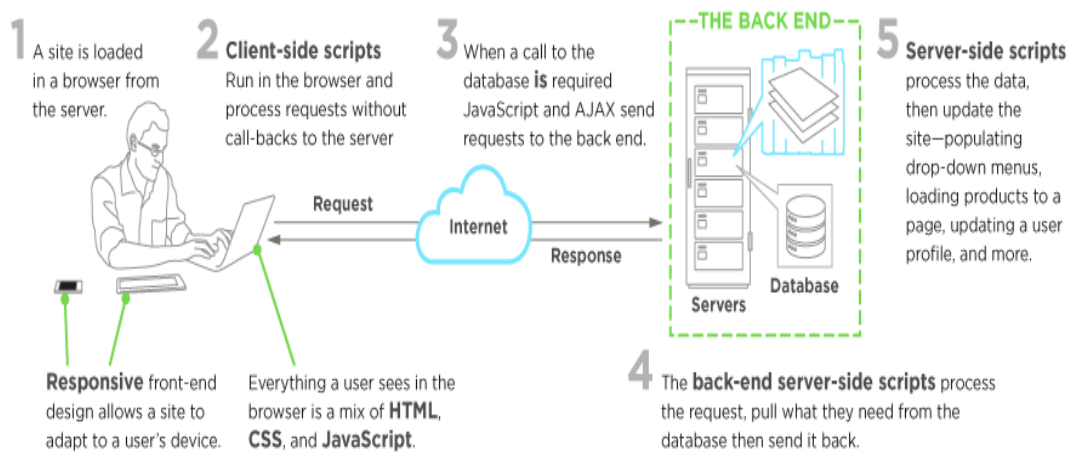 1 A site is loaded
in a browser from
the server.
2 Client-side scripts
Run in the browser and
process requests without
call-backs to the server
3 When a call to the
database is required
JavaScript and AJAX send
requests to the back end.
THE BACK END
5 Server-side scripts
process the data,
then update the
site—populating
drop-down menus,
loading products to a
page, updating a user
profile, and more.
Request
Internet
Response
Database
Servers
Responsive front-end
design allows a site to
adapt to a user's device.
Everything a user sees in the
browser is a mix of HTML,
CSS, and JavaScript.
4 The back-end server-side scripts process
the request, pull what they need from the
database then send it back.